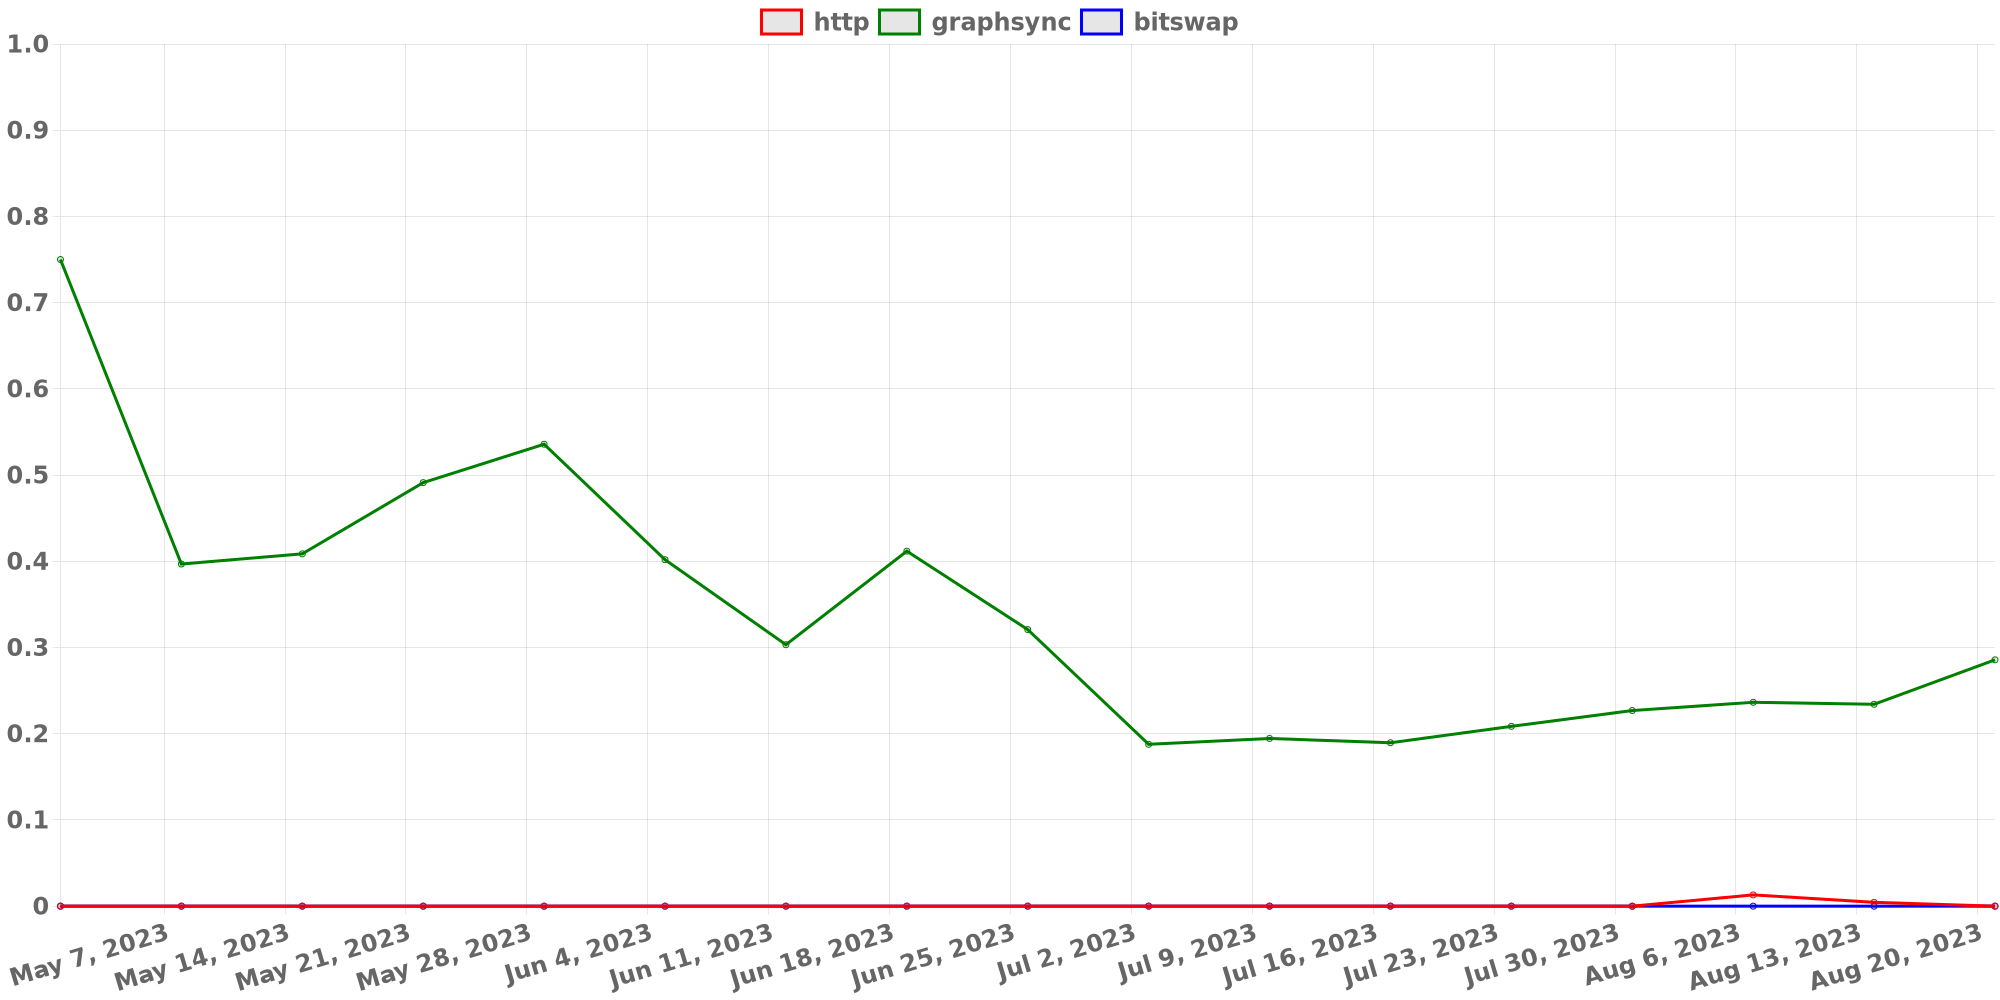 http graphsync bitswap
1.0
0.9
0.8
0.7
0.6
0.5
0.4
0.3
0.2
0.1
0
May 7, 2023
May 14, 2023
May 21, 2023
May 28, 2023
Jun 4, 2023
Jun 11, 2023
Jun 18, 2023
Jun 25, 2023
Jul 2, 2023
Jul 9, 2023
Jul 16, 2023
Jul 23, 2023
Jul 30, 2023
Aug 6, 2023
Aug 13, 2023
Aug 20, 2023